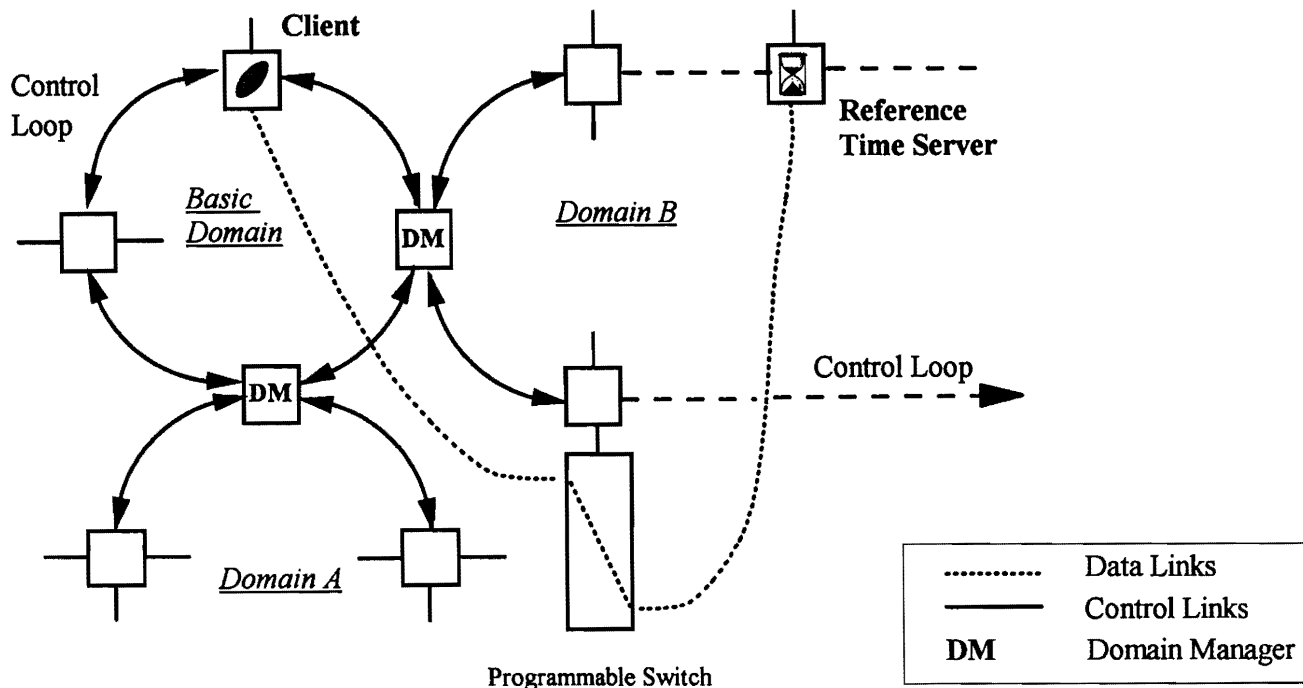 Client
Control
Loop
Reference
Time Server
Basic
Domain
Domain B
DM
Control Loop
DM
Domain A
Data Links
Control Links
DM Domain Manager
Programmable Switch